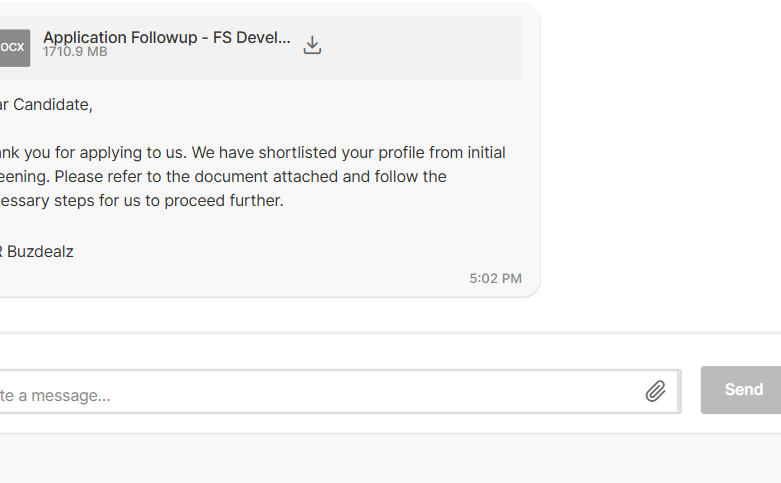 OCX
Application Followup - FS Devel...
1710.9 MB
ar Candidate,
ank you for applying to us. We have shortlisted your profile from initial
eening. Please refer to the document attached and follow the
essary steps for us to proceed further.
R Buzdealz
5:02 PM
te a message...
Send